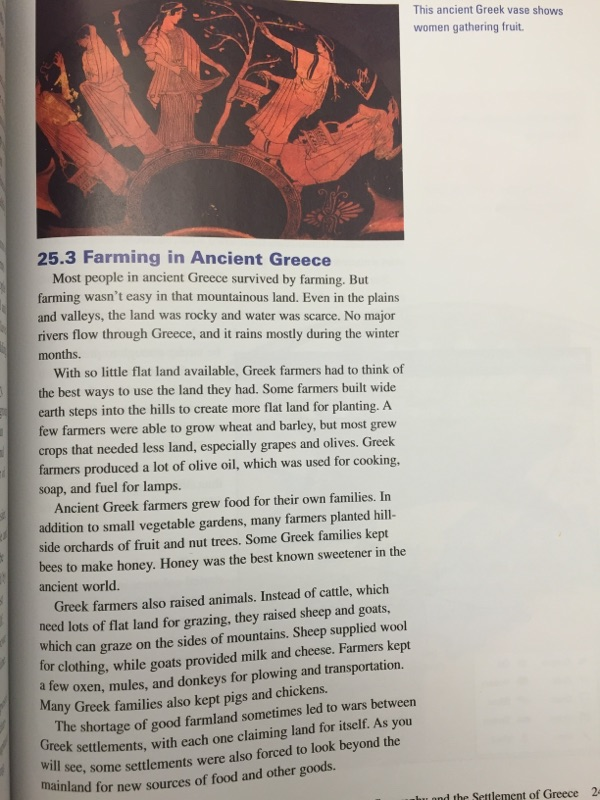 This ancient Greek vase shows
women gathering fruit.
25.3 Farming in Ancient Greece
Most people in ancient Greece survived by farming. But
farming wasn't easy in that mountainous land. Even in the plains
and valleys, the land was rocky and water was scarce. No major
rivers flow through Greece, and it rains mostly during the winter
months.
With so little flat land available, Greek farmers had to think of
the best ways to use the land they had. Some farmers built wide
earth steps into the hills to create more flat land for planting. A
few farmers were able to grow wheat and barley, but most grew
crops that needed less land, especially grapes and olives. Greek
farmers produced a lot of olive oil, which was used for cooking,
soap, and fuel for lamps.
Ancient Greek farmers grew food for their own families. In
addition to small vegetable gardens, many farmers planted hill-
side orchards of fruit and nut trees. Some Greek families kept
bees to make honey. Honey was the best known sweetener in the
ancient world.
Greek farmers also raised animals. Instead of cattle, which
need lots of flat land for grazing, they raised sheep and goats,
which can graze on the sides of mountains. Sheep supplied wool
for clothing, while goats provided milk and cheese. Farmers kept
a few oxen, mules, and donkeys for plowing and transportation.
Many Greek families also kept pigs and chickens.
The shortage of good farmland sometimes led to wars between
Greek settlements, with each one claiming land for itself. As you
will see, some settlements were also forced to look beyond the
mainland for new sources of food and other goods.
and the Settlement of Greece